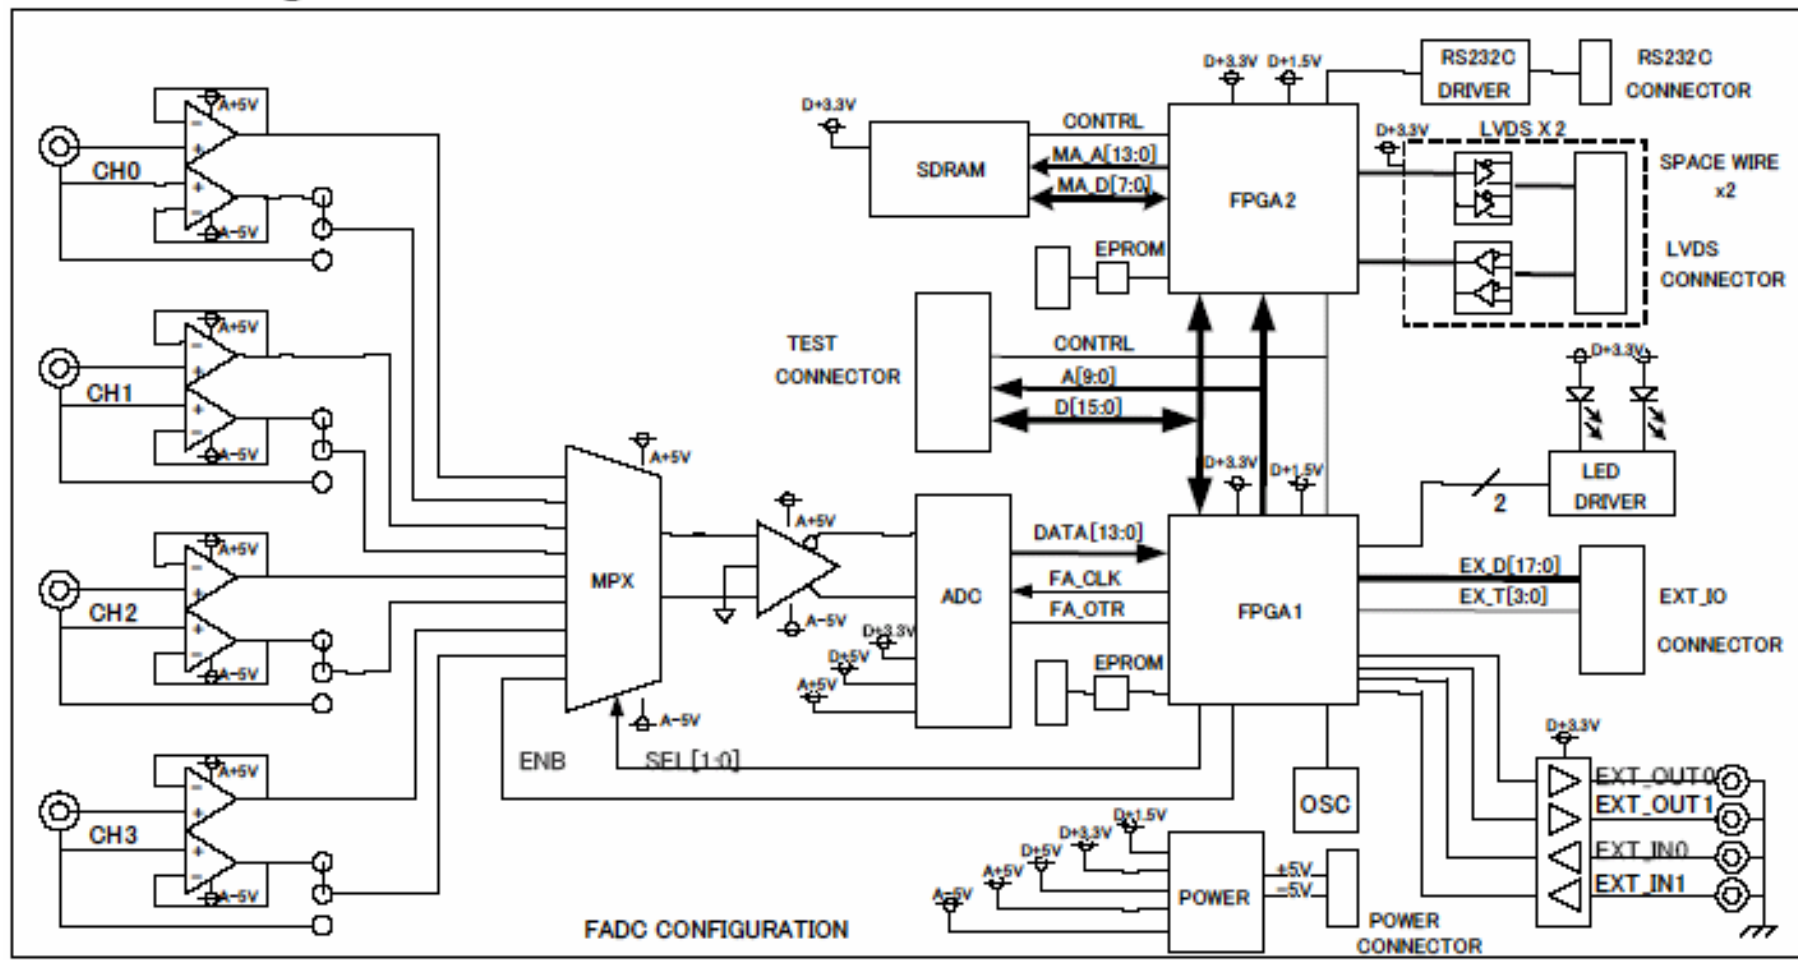 D+3.3V D+1.5V
RS232C
DRIVER
RS232C
CONNECTOR
A+5V
CH0
A-5V
D+3.3V
SDRAM
CONTRL
MA_A[13:0]
MA_D[7:0]
FPGA2
D+3.3V
LVDS X 2
SPACE WIRE
x2
LVDS
CONNECTOR
EPROM
A+5V
CH1
A-5V
TEST
CONNECTOR
CONTRL
A[9:0]
D[15:0]
D+3.3V
LED
DRIVER
2
A+5V
MPX
A-5V
A+5V
A-5V
ADC
D+3.3V
D+5V
A+5V
DATA[13:0]
FA_CLK
FA_OTR
D+3.3V D+1.5V
FPGA1
EPROM
EX_D[17:0]
EX_T[3:0]
EXT_IO
CONNECTOR
A+5V
CH2
A-5V
ENB
SEL[1:0]
OSC
D+3.3V
EXT_OUT0
EXT_OUT1
EXT_IN0
EXT_IN1
A+5V
CH3
A-5V
D+1.5V
D+3.3V
D+5V
A+5V
A-5V
POWER
+5V
-5V
POWER
CONNECTOR
FADC CONFIGURATION